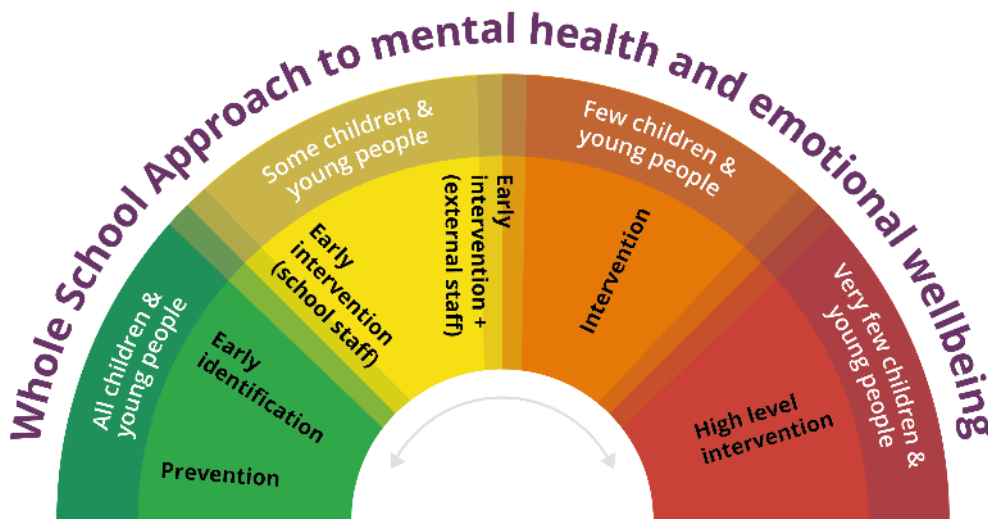 Whole School Approach to mental health and emotional wellbeing
All children &
young people
Prevention
Early
identification
Some children &
young people
Early
intervention
(school staff)
Early
intervention +
(external staff)
Few children &
young people
Intervention
Very few children &
young people
High level
intervention